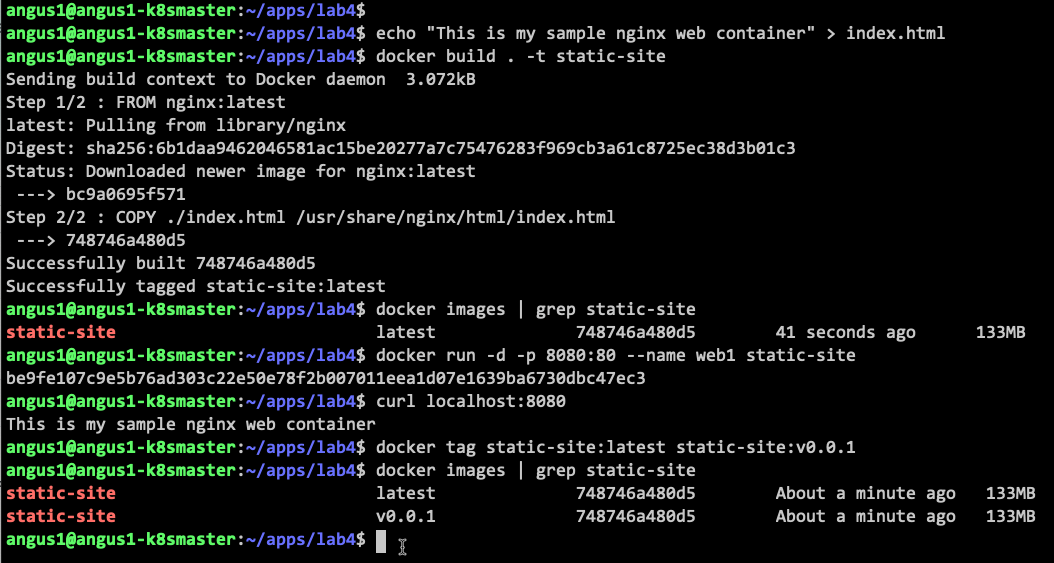 angus1@angus1-k8smaster:~/apps/lab4$
angus1@angus1-k8smaster:~/apps/lab4$ echo "This is my sample nginx web container" > index.html
angus1@angus1-k8smaster:~/apps/lab4$ docker build . -t static-site
Sending build context to Docker daemon  3.072kB
Step 1/2 : FROM nginx:latest
latest: Pulling from library/nginx
Digest: sha256:6b1daa9462046581ac15be20277a7c75476283f969cb3a61c8725ec38d3b01c3
Status: Downloaded newer image for nginx:latest
 ---> bc9a0695f571
Step 2/2 : COPY ./index.html /usr/share/nginx/html/index.html
 ---> 748746a480d5
Successfully built 748746a480d5
Successfully tagged static-site:latest
angus1@angus1-k8smaster:~/apps/lab4$ docker images | grep static-site
static-site                          latest              748746a480d5        41 seconds ago      133MB
angus1@angus1-k8smaster:~/apps/lab4$ docker run -d -p 8080:80 --name web1 static-site
be9fe107c9e5b76ad303c22e50e78f2b007011eea1d07e1639ba6730dbc47ec3
angus1@angus1-k8smaster:~/apps/lab4$ curl localhost:8080
This is my sample nginx web container
angus1@angus1-k8smaster:~/apps/lab4$ docker tag static-site:latest static-site:v0.0.1
angus1@angus1-k8smaster:~/apps/lab4$ docker images | grep static-site
static-site                          latest              748746a480d5        About a minute ago   133MB
static-site                          v0.0.1              748746a480d5        About a minute ago   133MB
angus1@angus1-k8smaster:~/apps/lab4$